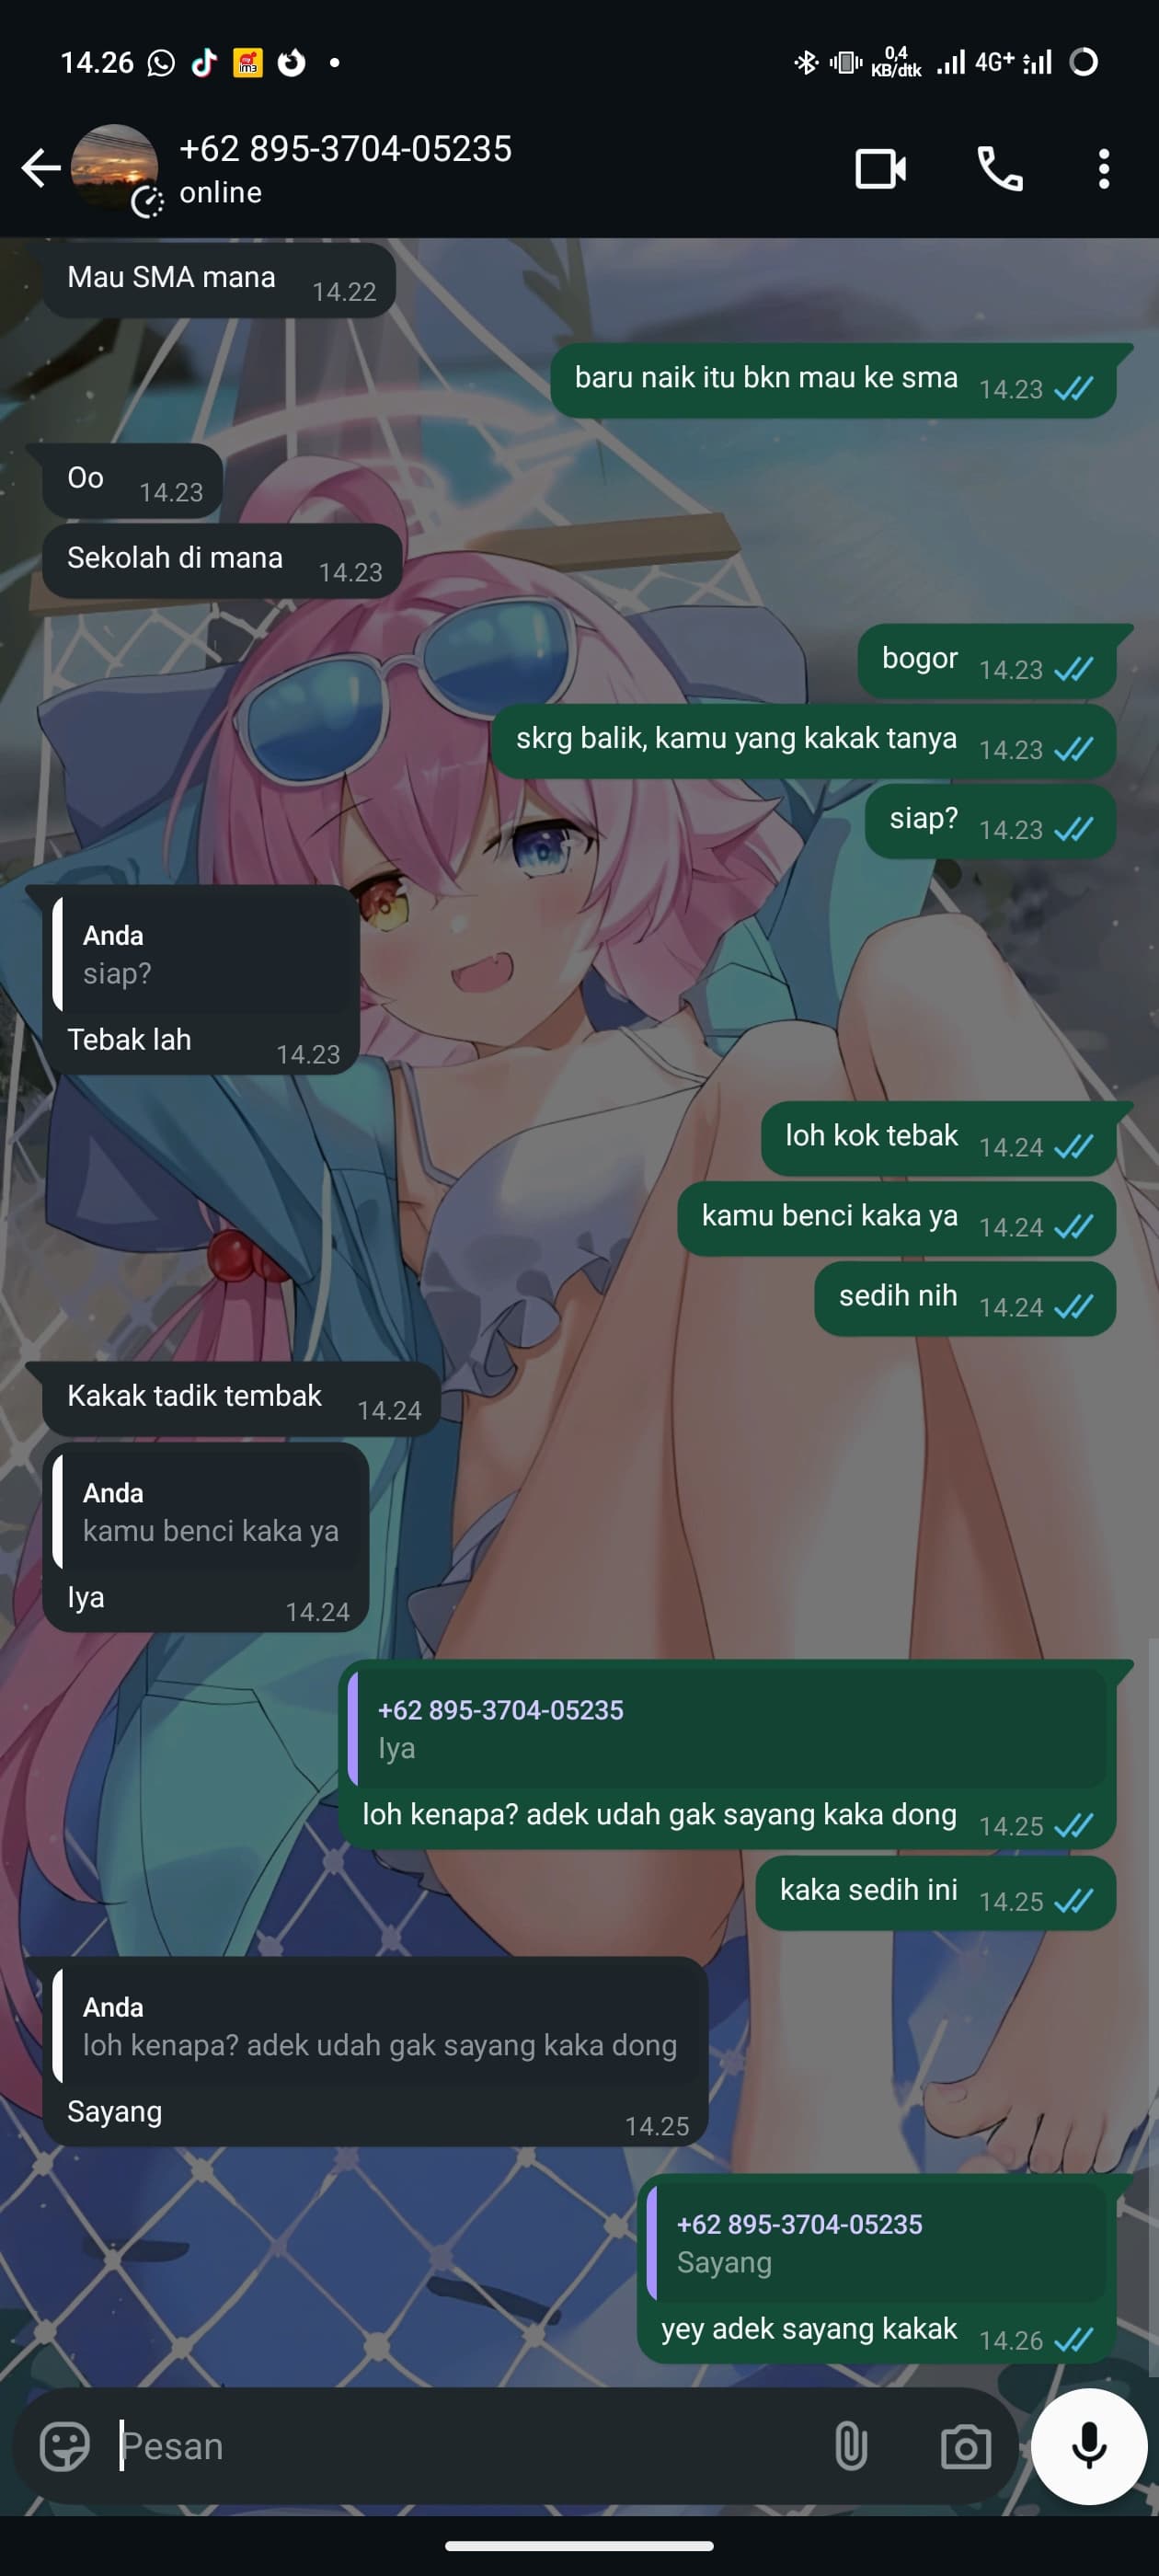 14.26
0,4
KB/dtk
4G+
+62 895-3704-05235
online
Mau SMA mana 14.22
baru naik itu bkn mau ke sma 14.23
Oo 14.23
Sekolah di mana 14.23
bogor 14.23
skrg balik, kamu yang kakak tanya 14.23
siap? 14.23
Anda
siap?
Tebak lah 14.23
loh kok tebak 14.24
kamu benci kaka ya 14.24
sedih nih 14.24
Kakak tadik tembak 14.24
Anda
kamu benci kaka ya
Iya 14.24
+62 895-3704-05235
Iya
loh kenapa? adek udah gak sayang kaka dong 14.25
kaka sedih ini 14.25
Anda
loh kenapa? adek udah gak sayang kaka dong
Sayang 14.25
+62 895-3704-05235
Sayang
yey adek sayang kakak 14.26
Pesan